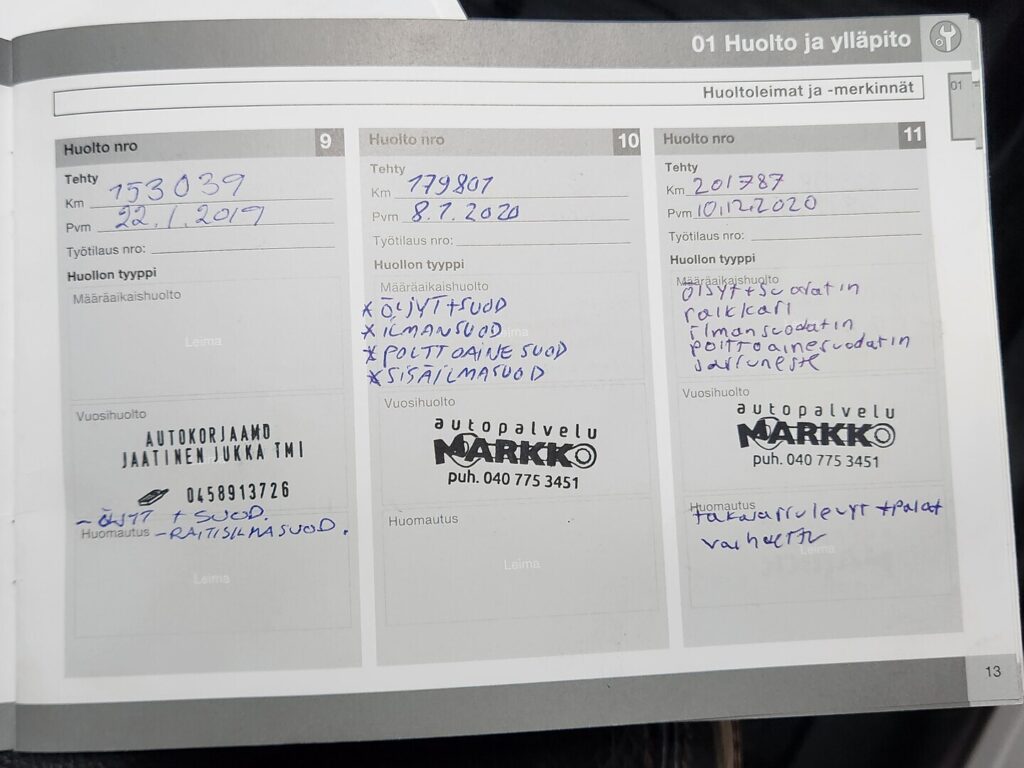 01 Huolto ja ylläpito
Huoltoleimat ja -merkinnät
01
Huolto nro 9
Tehty
Km 153039
Pvm 22.1.2019
Työtilaus nro:
Huollon tyyppi
Määräaikaishuolto
Leima
Vuosihuolto
AUTOKORJAAMO
JAATINEN JUKKA TMI
0458913726
- ÖLJYT + SUOD.
Huomautus - RAITISILMASUOD.
Leima
Huolto nro 10
Tehty
Km 179801
Pvm 8.1.2020
Työtilaus nro:
Huollon tyyppi
Määräaikaishuolto
* ÖLJYT+SUOD
* ILMANSUOD
* POLTTOAINESUOD
* SISÄILMASUOD
Vuosihuolto
autopalvelu
MARKKO
puh. 040 775 3451
Huomautus
Leima
Huolto nro 11
Tehty
Km 201787
Pvm 10.12.2020
Työtilaus nro:
Huollon tyyppi
Määräaikaishuolto
öljyt+suodatin
raikkari
ilmansuodatin
polttoainesuodatin
jarruneste
Vuosihuolto
autopalvelu
MARKKO
puh. 040 775 3451
Huomautus
takajarrulevyt+palat
vaihdettu
Leima
13